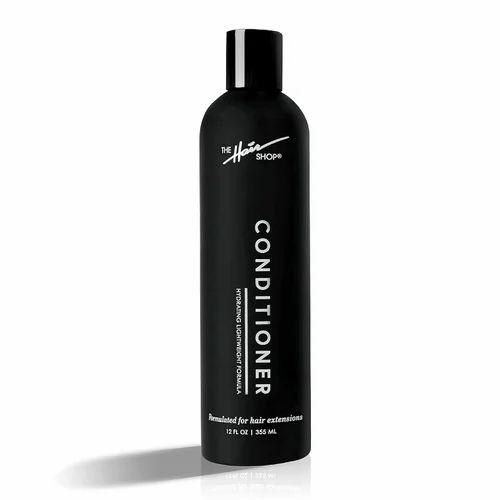 THE Hair SHOP®
CONDITIONER
HYDRATING LIGHTWEIGHT FORMULA
Formulated for hair extensions
12 FL OZ | 355 ML